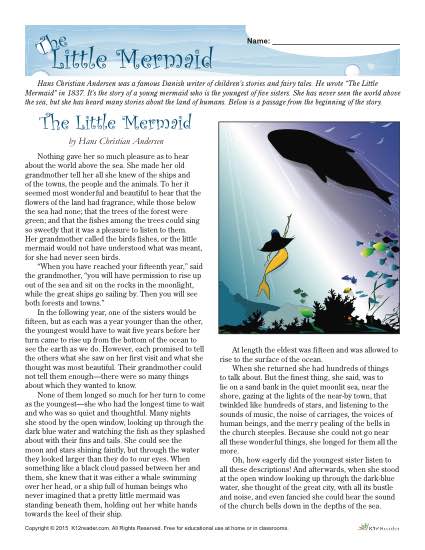 The
Little Mermaid
Name:
Hans Christian Andersen was a famous Danish writer of children's stories and fairy tales. He wrote "The Little
Mermaid" in 1837. It's the story of a young mermaid who is the youngest of five sisters. She has never seen the world above
the sea, but she has heard many stories about the land of humans. Below is a passage from the beginning of the story.
The Little Mermaid
by Hans Christian Andersen
Nothing gave her so much pleasure as to hear
about the world above the sea. She made her old
grandmother tell her all she knew of the ships and
of the towns, the people and the animals. To her it
seemed most wonderful and beautiful to hear that the
flowers of the land had fragrance, while those below
the sea had none; that the trees of the forest were
green; and that the fishes among the trees could sing
so sweetly that it was a pleasure to listen to them.
Her grandmother called the birds fishes, or the little
mermaid would not have understood what was meant,
for she had never seen birds.
"When you have reached your fifteenth year," said
the grandmother, "you will have permission to rise up
out of the sea and sit on the rocks in the moonlight,
while the great ships go sailing by. Then you will see
both forests and towns."
In the following year, one of the sisters would be
fifteen, but as each was a year younger than the other,
the youngest would have to wait five years before her
turn came to rise up from the bottom of the ocean to
see the earth as we do. However, each promised to tell
the others what she saw on her first visit and what she
thought was most beautiful. Their grandmother could
not tell them enough—there were so many things
about which they wanted to know.
None of them longed so much for her turn to come
as the youngest—she who had the longest time to wait
and who was so quiet and thoughtful. Many nights
she stood by the open window, looking up through the
dark blue water and watching the fish as they splashed
about with their fins and tails. She could see the
moon and stars shining faintly, but through the water
they looked larger than they do to our eyes. When
something like a black cloud passed between her and
them, she knew that it was either a whale swimming
over her head, or a ship full of human beings who
never imagined that a pretty little mermaid was
standing beneath them, holding out her white hands
towards the keel of their ship.
At length the eldest was fifteen and was allowed to
rise to the surface of the ocean.
When she returned she had hundreds of things
to talk about. But the finest thing, she said, was to
lie on a sand bank in the quiet moonlit sea, near the
shore, gazing at the lights of the near-by town, that
twinkled like hundreds of stars, and listening to the
sounds of music, the noise of carriages, the voices of
human beings, and the merry pealing of the bells in
the church steeples. Because she could not go near
all these wonderful things, she longed for them all the
more.
Oh, how eagerly did the youngest sister listen to
all these descriptions! And afterwards, when she stood
at the open window looking up through the dark-blue
water, she thought of the great city, with all its bustle
and noise, and even fancied she could hear the sound
of the church bells down in the depths of the sea.
Copyright © 2015 K12reader.com. All Rights Reserved. Free for educational use at home or in classrooms.
K12Reader